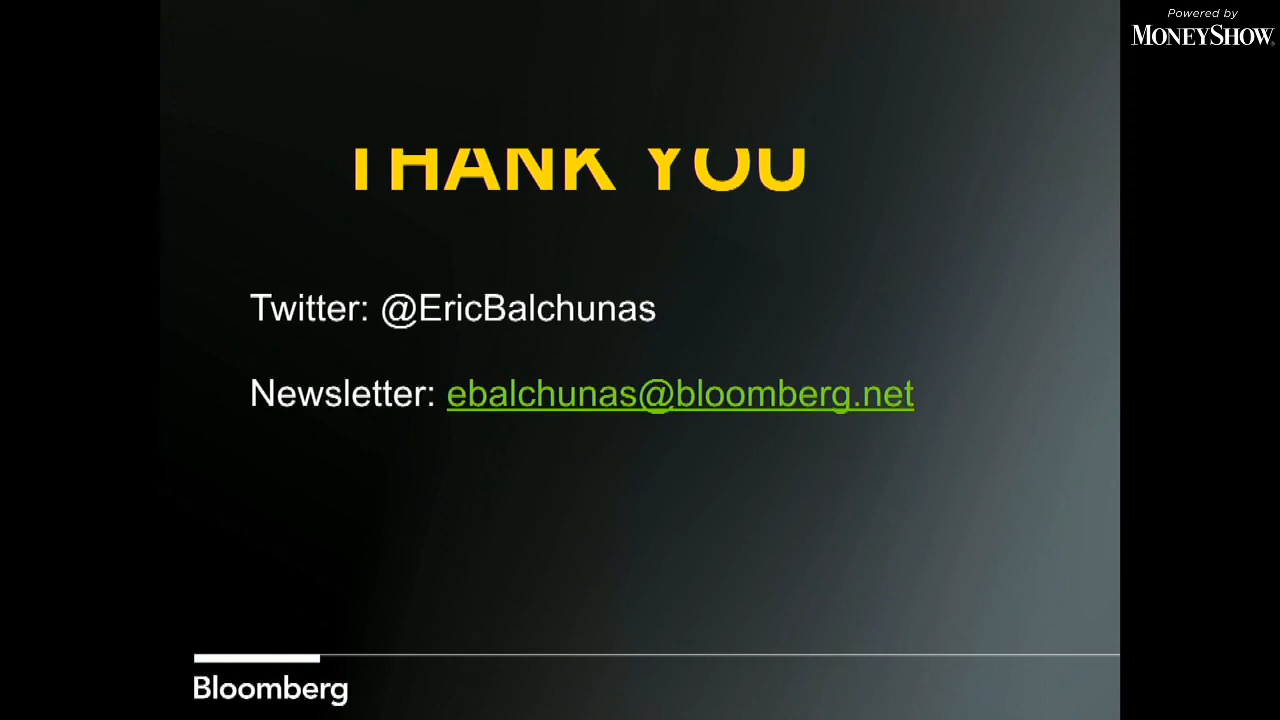 Powered by
MONEYSHOW
THANK YOU
Twitter: @EricBalchunas
Newsletter: ebalchunas@bloomberg.net
Bloomberg